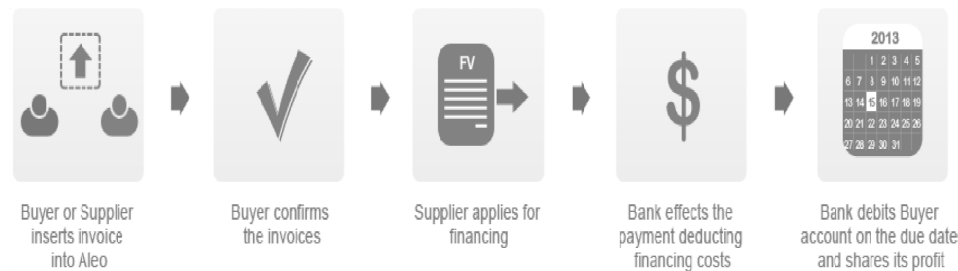 FV
2013
1 2 3 4 5
6 7 8 9 10 11 12
13 14 15 16 17 18 19
20 21 22 23 24 25 26
27 28 29 30 31
Buyer or Supplier
inserts invoice
into Aleo
Buyer confirms
the invoices
Supplier applies for
financing
Bank effects the
payment deducting
financing costs
Bank debits Buyer
account on the due date
and shares its profit